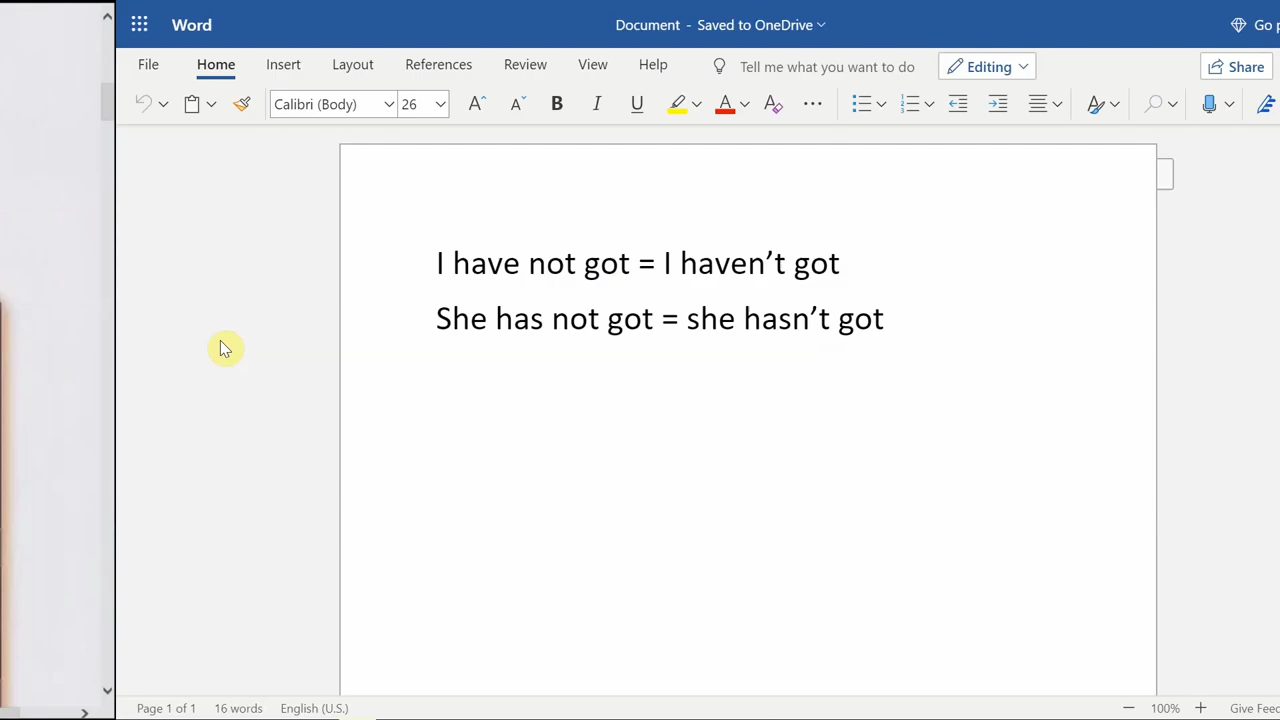 Word
Document - Saved to OneDrive
Go
File Home Insert Layout References Review View Help Tell me what you want to do Editing Share
Calibri (Body) 26
I have not got = I haven’t got
She has not got = she hasn’t got
Page 1 of 1 16 words English (U.S.) 100% Give